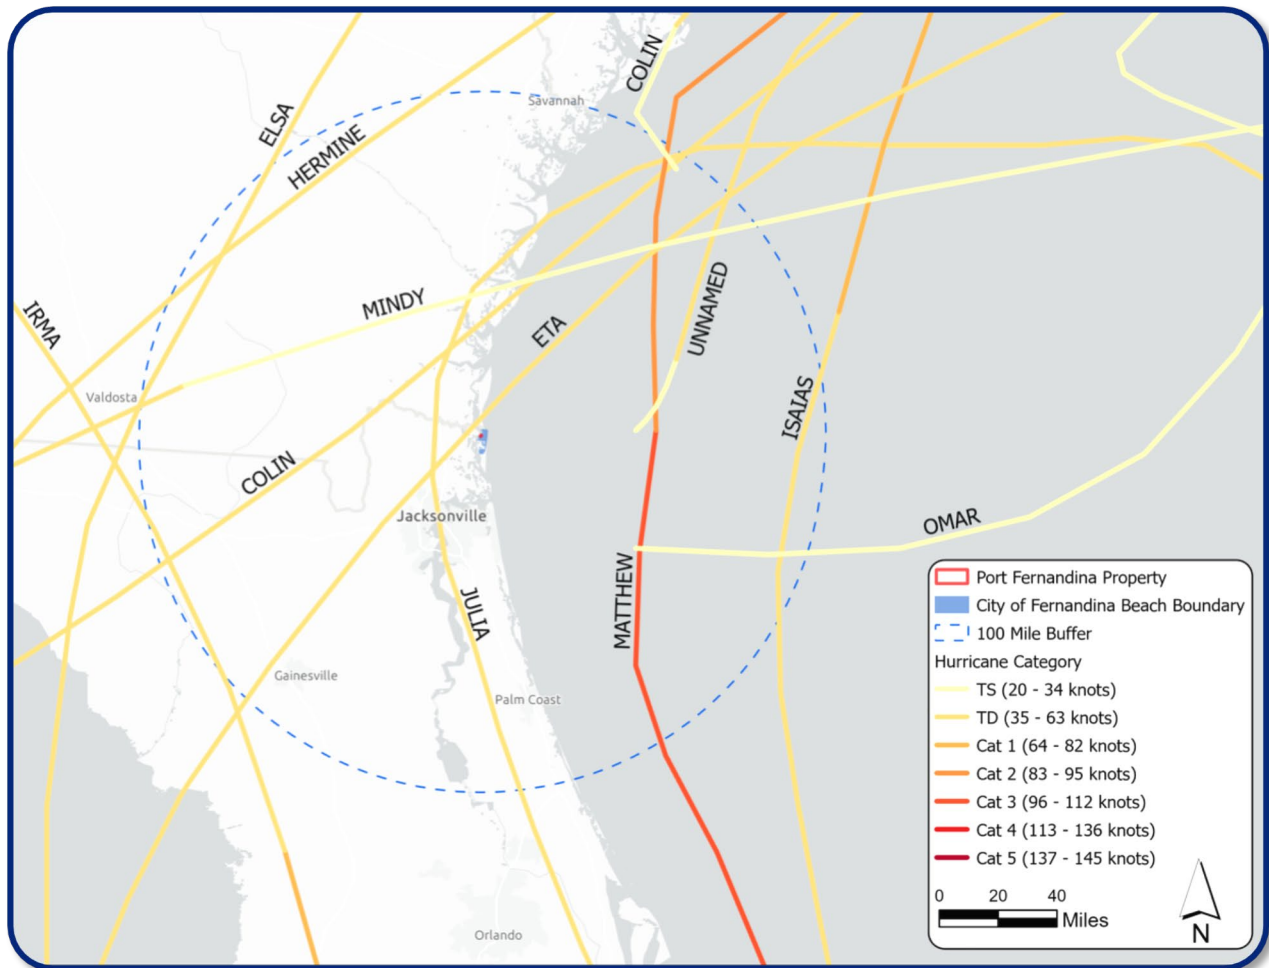 COLIN
Savannah
ELSA
HERMINE
MINDY
UNNAMED
IRMA
ETA
Valdosta
ISAIAS
COLIN
Jacksonville
OMAR
MATTHEW
JULIA
Gainesville
Palm Coast
Orlando
Port Fernandina Property
City of Fernandina Beach Boundary
100 Mile Buffer
Hurricane Category
TS (20 - 34 knots)
TD (35 - 63 knots)
Cat 1 (64 - 82 knots)
Cat 2 (83 - 95 knots)
Cat 3 (96 - 112 knots)
Cat 4 (113 - 136 knots)
Cat 5 (137 - 145 knots)
0 20 40
Miles
N